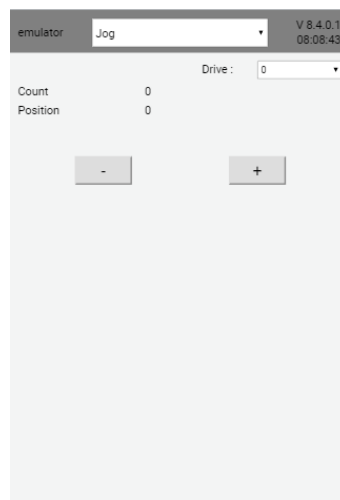 emulator Jog V 8.4.0.1
08:08:43
Drive : 0
Count 0
Position 0
- +